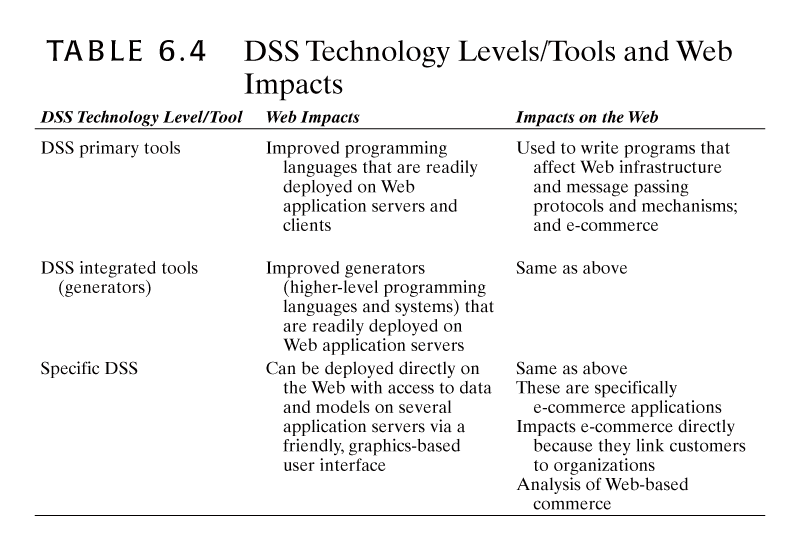 TABLE 6.4 DSS Technology Levels/Tools and Web
Impacts
DSS Technology Level/Tool Web Impacts Impacts on the Web
DSS primary tools Improved programming Used to write programs that
languages that are readily affect Web infrastructure
deployed on Web and message passing
application servers and protocols and mechanisms;
clients and e-commerce
DSS integrated tools Improved generators Same as above
(generators) (higher-level programming
languages and systems) that
are readily deployed on
Web application servers
Specific DSS Can be deployed directly on Same as above
the Web with access to data These are specifically
and models on several e-commerce applications
application servers via a Impacts e-commerce directly
friendly, graphics-based because they link customers
user interface to organizations
Analysis of Web-based
commerce